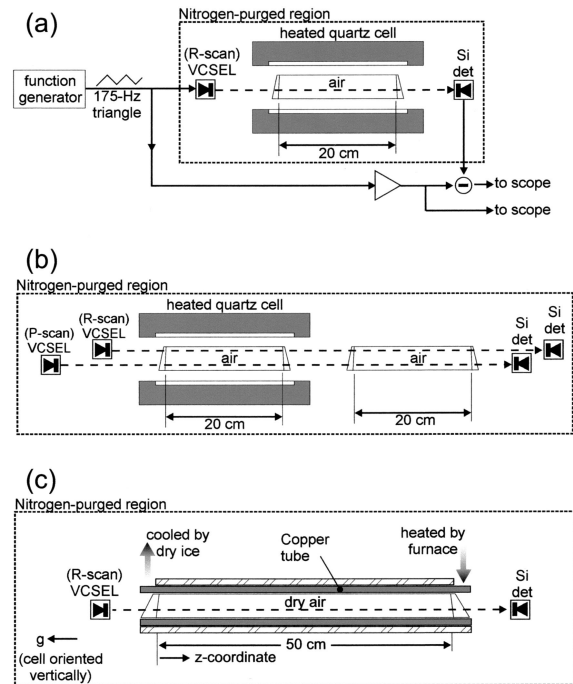 (a)
Nitrogen-purged region
heated quartz cell
(R-scan)
VCSEL
Si
det
function
generator
175-Hz
triangle
air
20 cm
to scope
to scope
(b)
Nitrogen-purged region
heated quartz cell
(P-scan)
VCSEL
(R-scan)
VCSEL
Si
det
Si
det
air
air
20 cm
20 cm
(c)
Nitrogen-purged region
cooled by
dry ice
Copper
tube
heated by
furnace
(R-scan)
VCSEL
Si
det
dry air
g
(cell oriented
vertically)
50 cm
z-coordinate